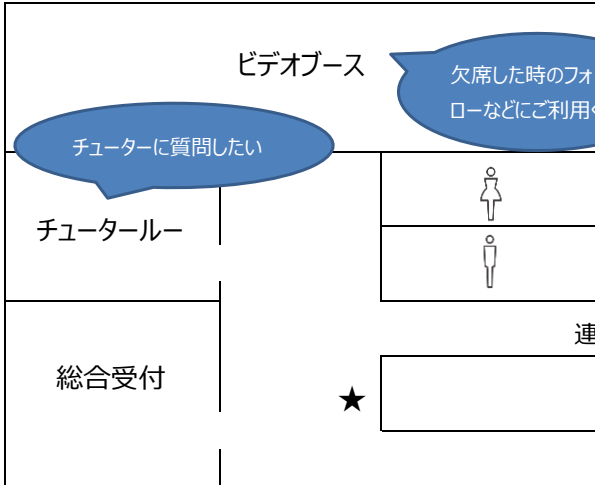 ビデオブース
欠席した時のフォ
ローなどにご利用
チューターに質問したい
チュータールー
総合受付
★
連